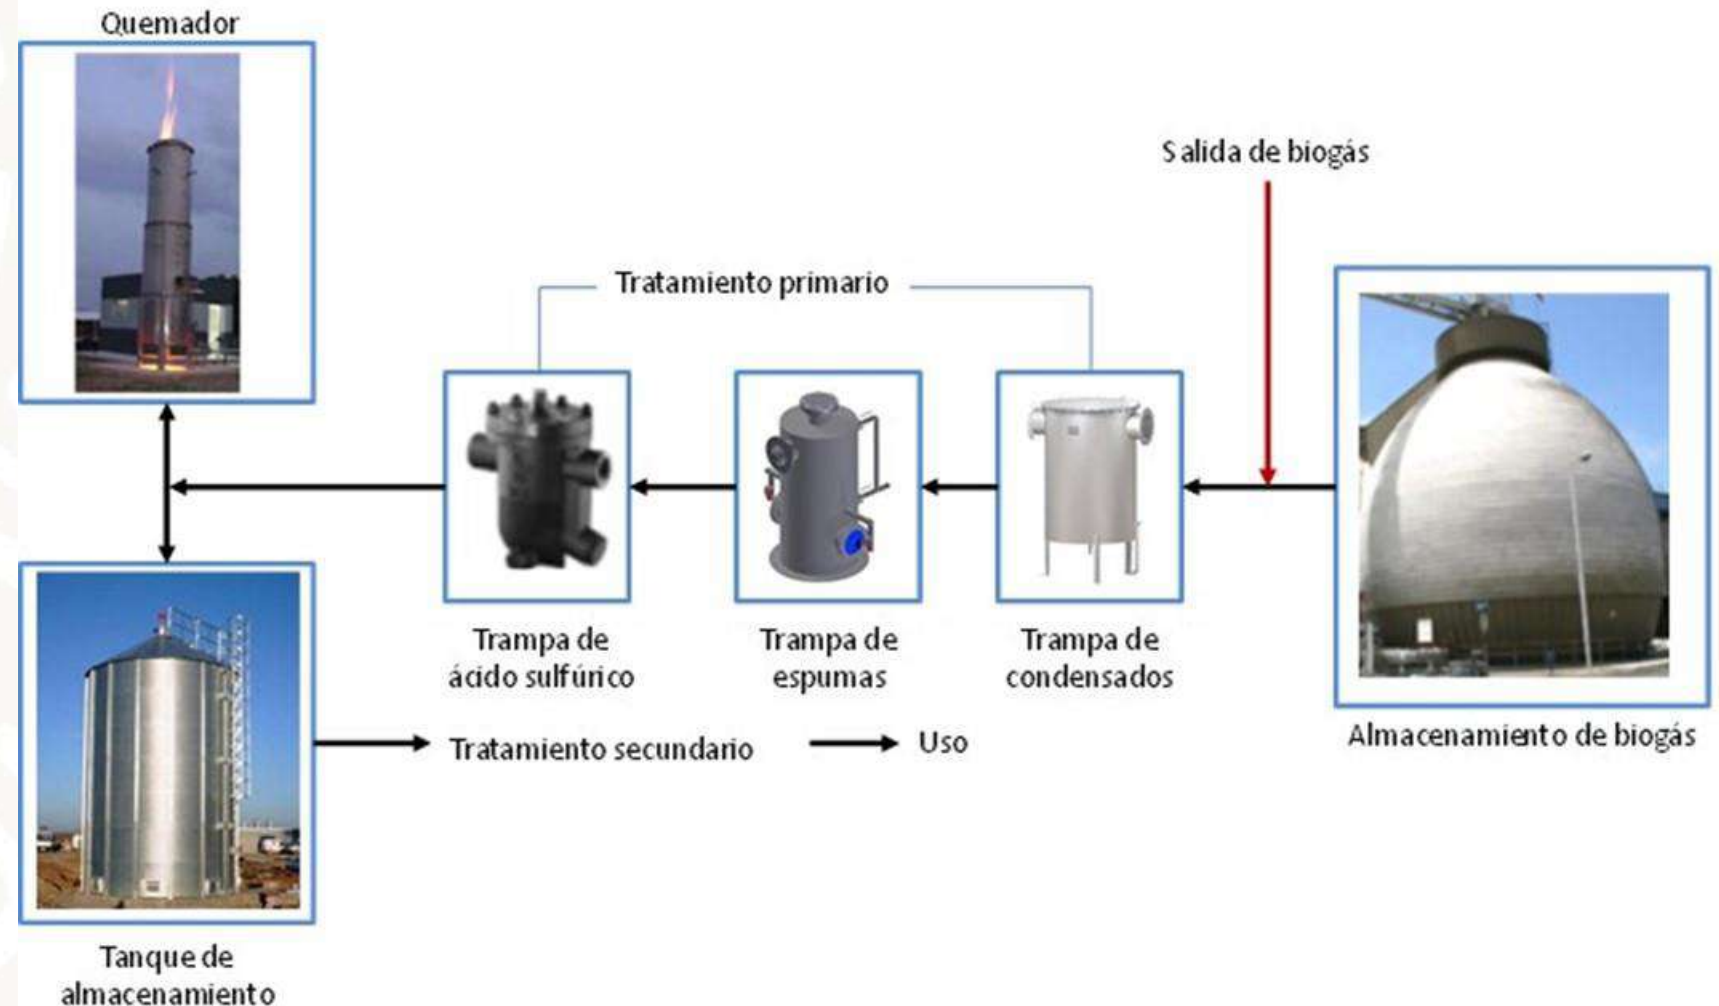 Quemador
Salida de biogás
Tratamiento primario
Trampa de
ácido sulfúrico
Trampa de
espumas
Trampa de
condensados
Almacenamiento de biogás
Tratamiento secundario
Uso
Tanque de
almacenamiento